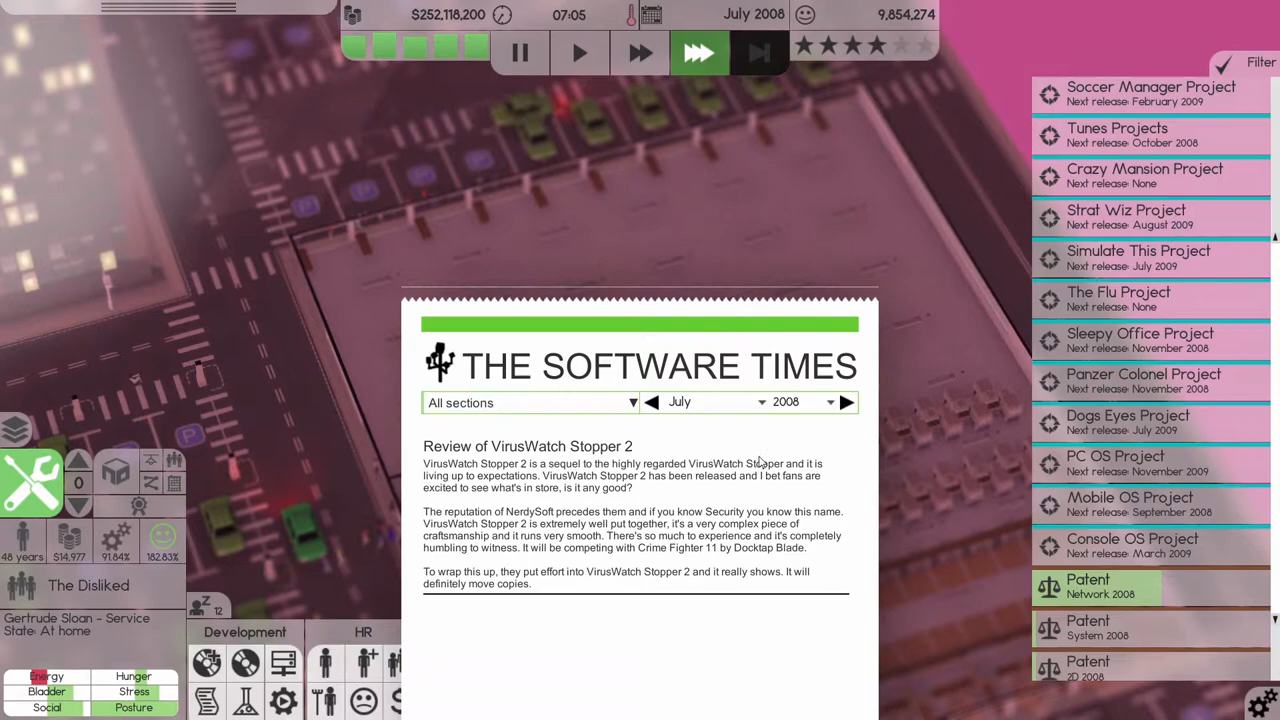 $252,118,200
07:05
July 2008
9,854,274
Filter
Soccer Manager Project
Next release: February 2009
Tunes Projects
Next release: October 2008
Crazy Mansion Project
Next release: None
Strat Wiz Project
Next release: August 2009
Simulate This Project
Next release: July 2009
The Flu Project
Next release: None
Sleepy Office Project
Next release: November 2008
Panzer Colonel Project
Next release: November 2008
Dogs Eyes Project
Next release: July 2009
PC OS Project
Next release: November 2009
Mobile OS Project
Next release: September 2008
Console OS Project
Next release: March 2009
Patent
Network 2008
Patent
System 2008
Patent
2D 2008
THE SOFTWARE TIMES
All sections
July
2008
Review of VirusWatch Stopper 2
VirusWatch Stopper 2 is a sequel to the highly regarded VirusWatch Stopper and it is
living up to expectations. VirusWatch Stopper 2 has been released and I bet fans are
excited to see what's in store, is it any good?
The reputation of NerdySoft precedes them and if you know Security you know this name.
VirusWatch Stopper 2 is extremely well put together, it's a very complex piece of
craftsmanship and it runs very smooth. There's so much to experience and it's completely
humbling to witness. It will be competing with Crime Fighter 11 by Docktap Blade.
To wrap this up, they put effort into VirusWatch Stopper 2 and it really shows. It will
definitely move copies.
0
48 years
$14,977
91.84%
182.83%
The Disliked
12
Gertrude Sloan - Service
State: At home
Energy
Hunger
Bladder
Stress
Social
Posture
Development
HR
P